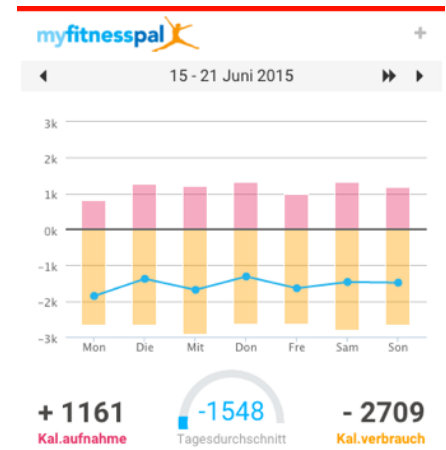 myfitnesspal
+
15 - 21 Juni 2015
3k
2k
1k
0k
-1k
-2k
-3k
Mon Die Mit Don Fre Sam Son
+ 1161 -1548 - 2709
Kal.aufnahme Tagesdurchschnitt Kal.verbrauch